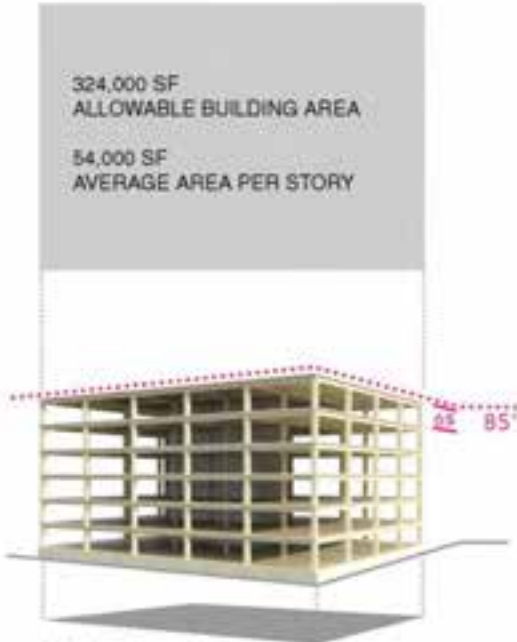 324,000 SF
ALLOWABLE BUILDING AREA
54,000 SF
AVERAGE AREA PER STORY
85'